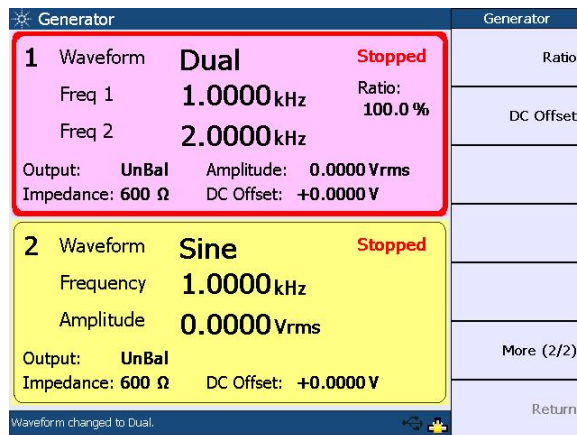 Generator
1 Waveform Dual Stopped
Freq 1 1.0000 kHz Ratio:
100.0 %
Freq 2 2.0000 kHz
Output: UnBal Amplitude: 0.0000 Vrms
Impedance: 600 Ω DC Offset: +0.0000 V
2 Waveform Sine Stopped
Frequency 1.0000 kHz
Amplitude 0.0000 Vrms
Output: UnBal
Impedance: 600 Ω DC Offset: +0.0000 V
Waveform changed to Dual.
Generator
Ratio
DC Offset
More (2/2)
Return